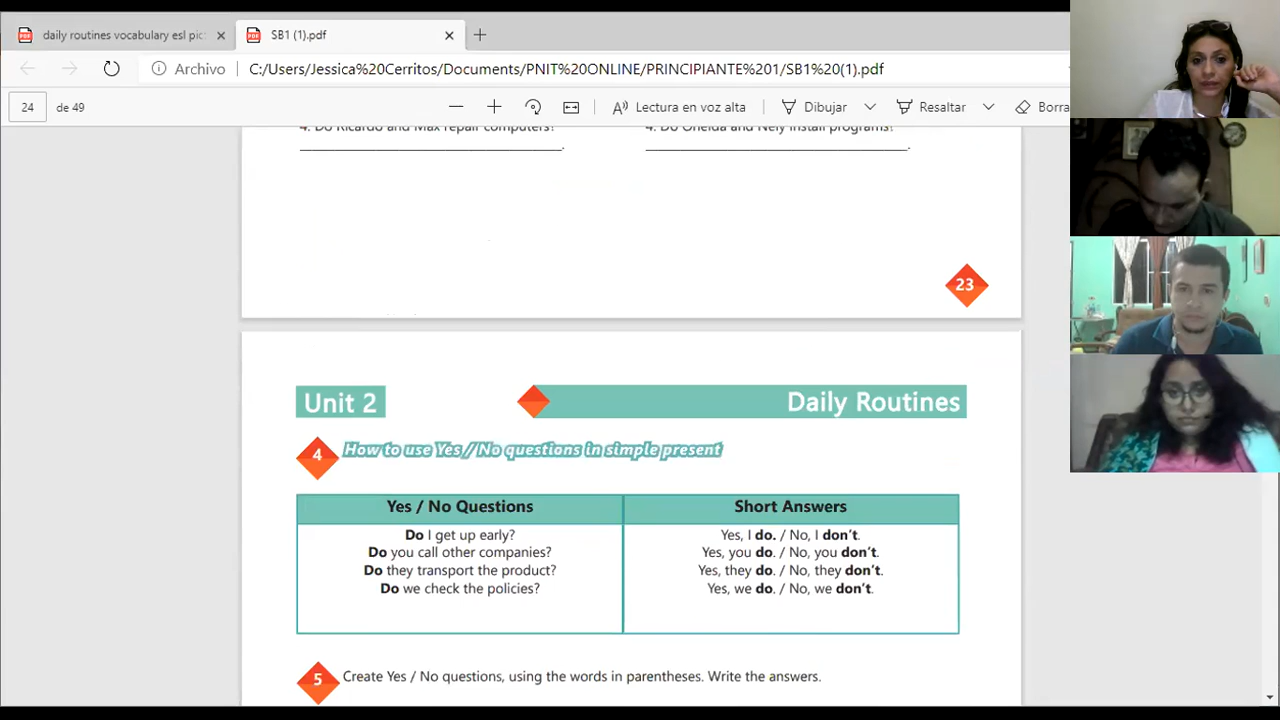 daily routines vocabulary esl pic
SB1 (1).pdf
Archivo
C:/Users/Jessica%20Cerritos/Documents/PNIT%20ONLINE/PRINCIPIANTE%201/SB1%20(1).pdf
24 de 49
Lectura en voz alta
Dibujar
Resaltar
Borra
4. Do Ricardo and Max repair computers?
4. Do Oneida and Nely install programs?
23
Unit 2
Daily Routines
4 How to use Yes / No questions in simple present
Yes / No Questions
Short Answers
Do I get up early?
Yes, I do. / No, I don't.
Do you call other companies?
Yes, you do. / No, you don't.
Do they transport the product?
Yes, they do. / No, they don't.
Do we check the policies?
Yes, we do. / No, we don't.
5 Create Yes / No questions, using the words in parentheses. Write the answers.